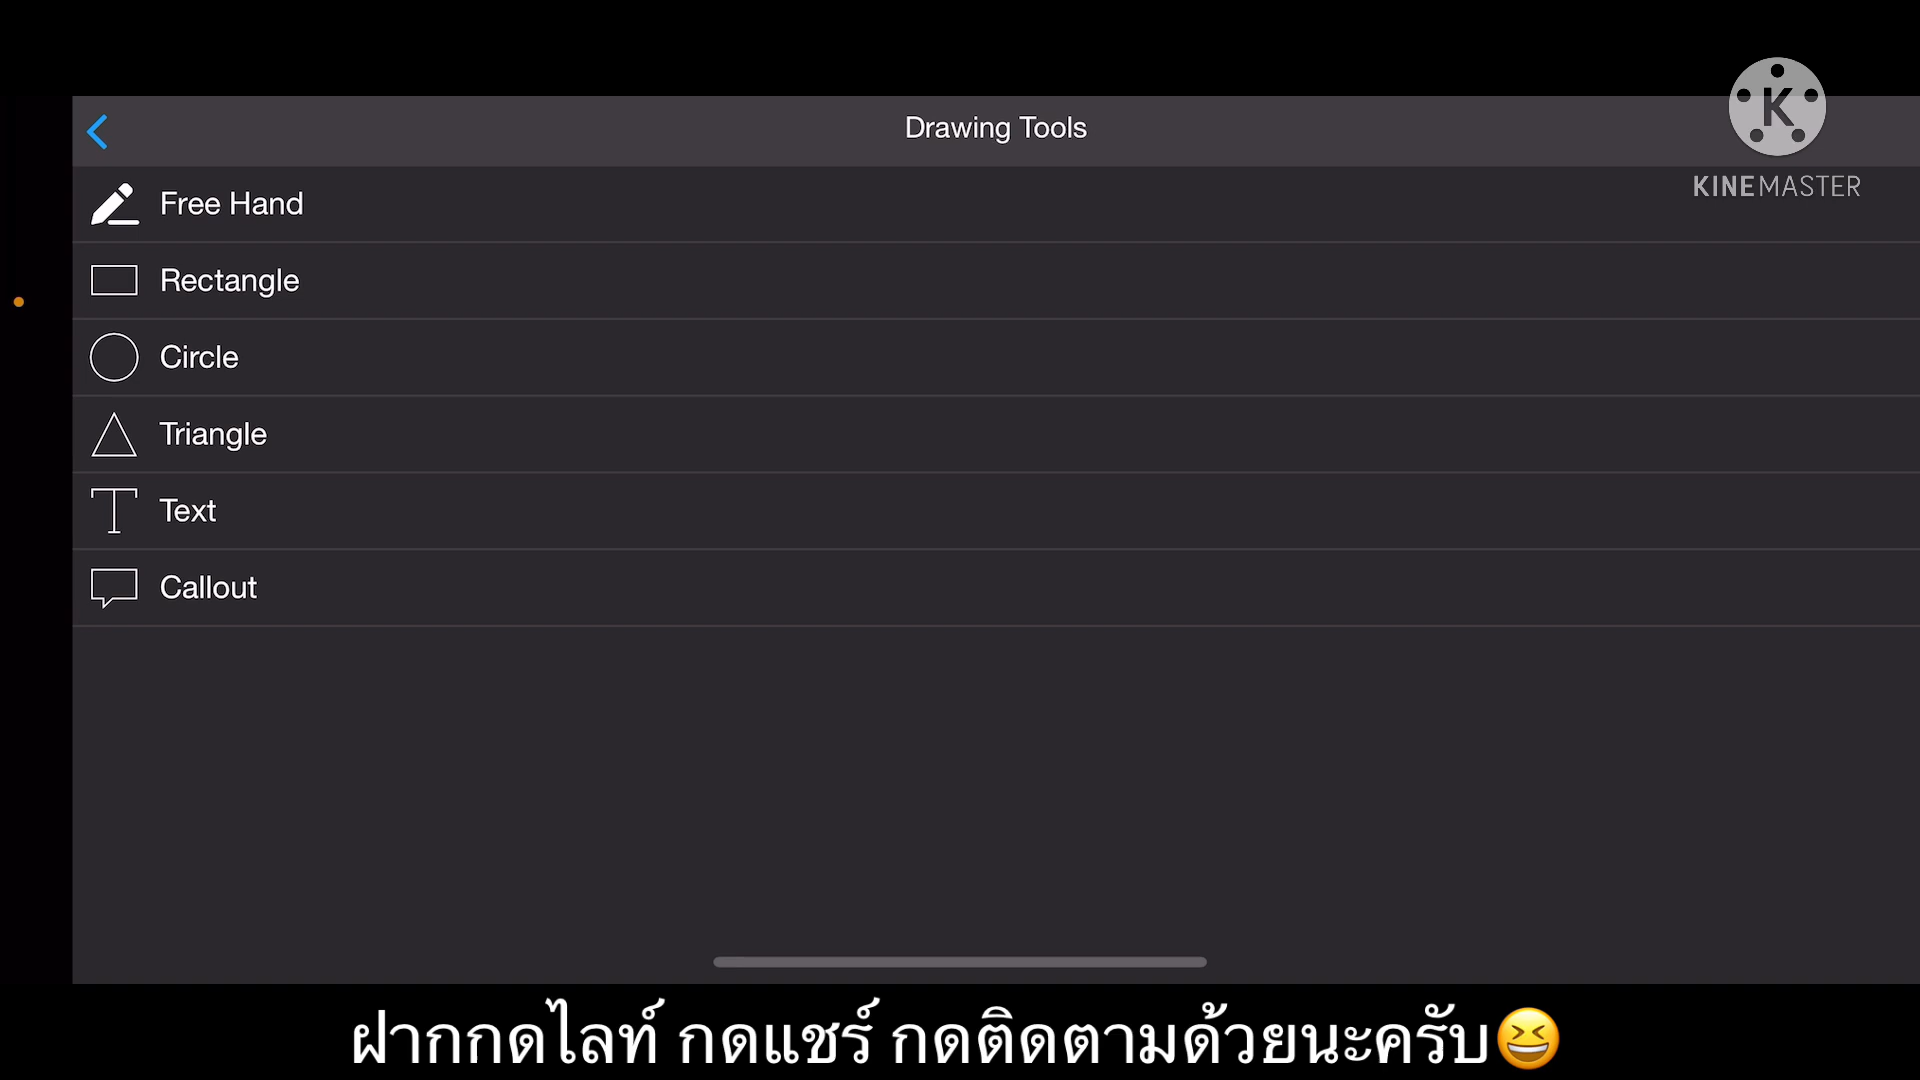 Drawing Tools
K
KINEMASTER
Free Hand
Rectangle
Circle
Triangle
Text
Callout
ฝากกดไลท์ กดแชร์ กดติดตามด้วยนะครับ😆